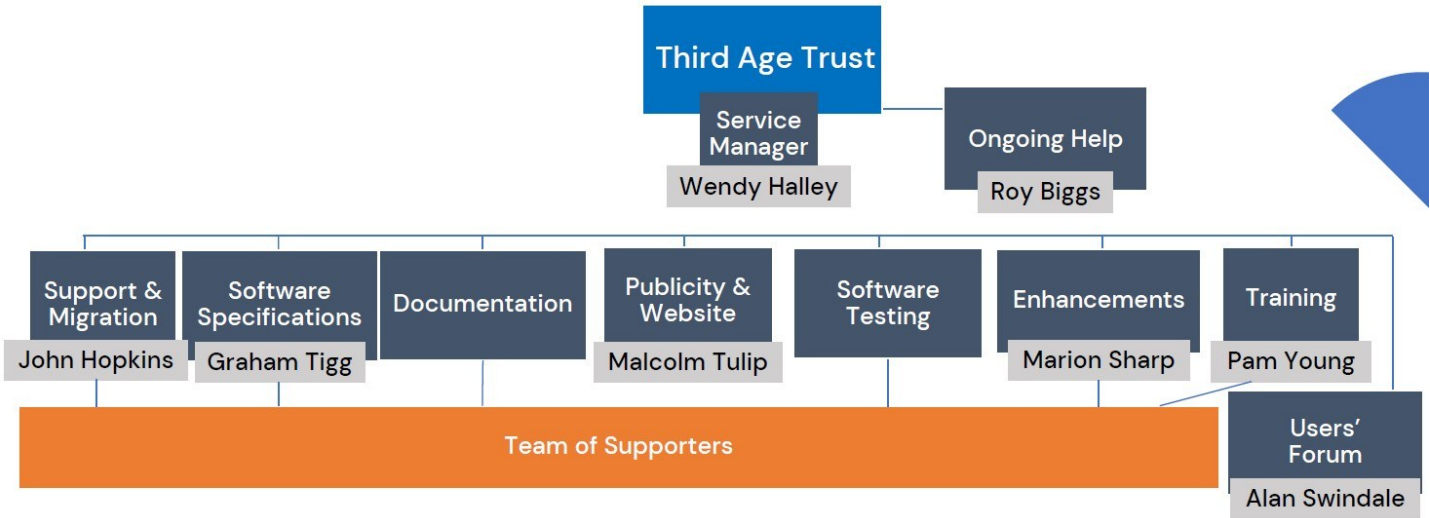 Third Age Trust
Service
Manager
Wendy Halley
Ongoing Help
Roy Biggs
Support &
Migration
John Hopkins
Software
Specifications
Graham Tigg
Documentation
Publicity &
Website
Malcolm Tulip
Software
Testing
Enhancements
Marion Sharp
Training
Pam Young
Team of Supporters
Users’
Forum
Alan Swindale